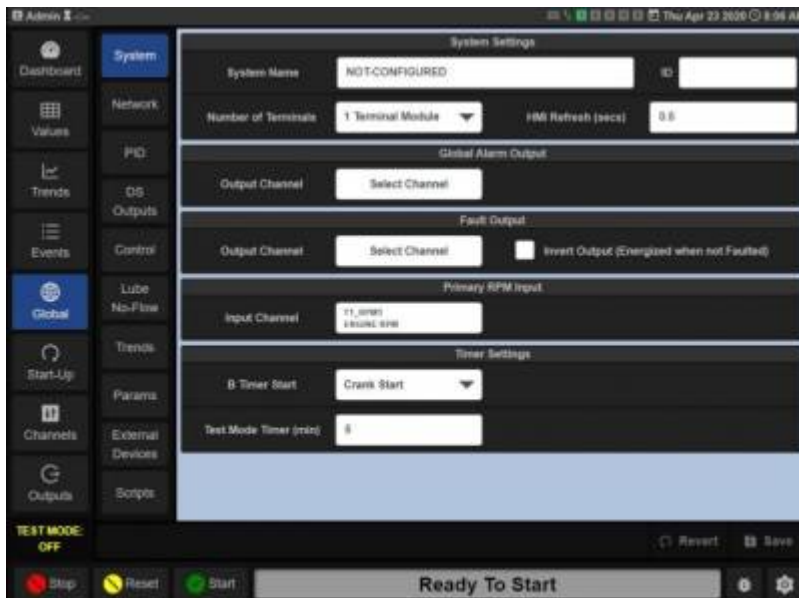 Admin
Thu Apr 23 2020 8:06 AM
Dashboard
Values
Trends
Events
Global
Start-Up
Channels
Outputs
TEST MODE:
OFF
System
Network
PID
DS
Outputs
Control
Lube
No-Flow
Trends
Params
External
Devices
Scripts
System Settings
System Name NOT-CONFIGURED ID
Number of Terminals 1 Terminal Module HMI Refresh (secs)
Global Alarm Output
Output Channel Select Channel
Fault Output
Output Channel Select Channel Invert Output (Energized when not Faulted)
Primary RPM Input
Input Channel
ENGINE RPM
Timer Settings
B Timer Start Crank Start
Test Mode Timer (min)
Revert Save
Stop Reset Start Ready To Start